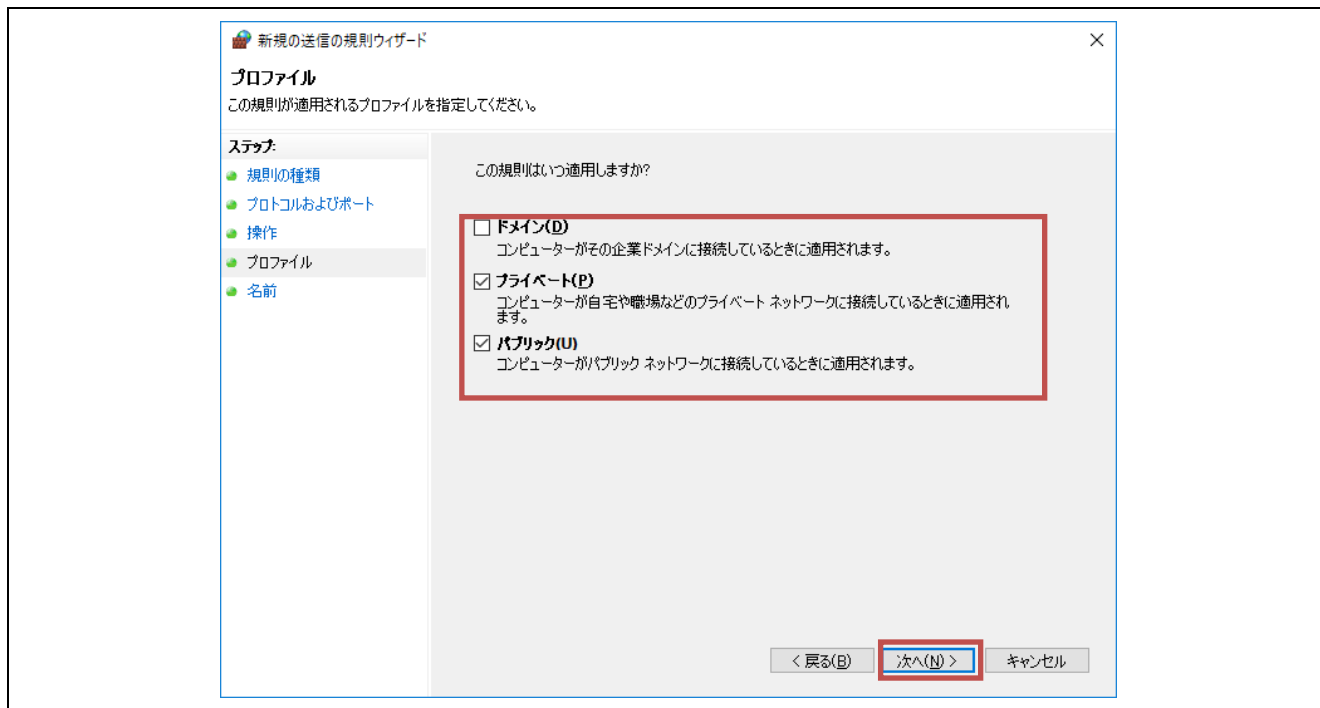 新規の送信の規則ウィザード
プロファイル
この規則が適用されるプロファイルを指定してください。
ステップ:
規則の種類
プロトコルおよびポート
操作
プロファイル
名前
この規則はいつ適用しますか?
ドメイン(D)
コンピューターがその企業ドメインに接続しているときに適用されます。
プライベート(P)
コンピューターが自宅や職場などのプライベート ネットワークに接続しているときに適用され
ます。
パブリック(U)
コンピューターがパブリック ネットワークに接続しているときに適用されます。
< 戻る(B)
次へ(N) >
キャンセル